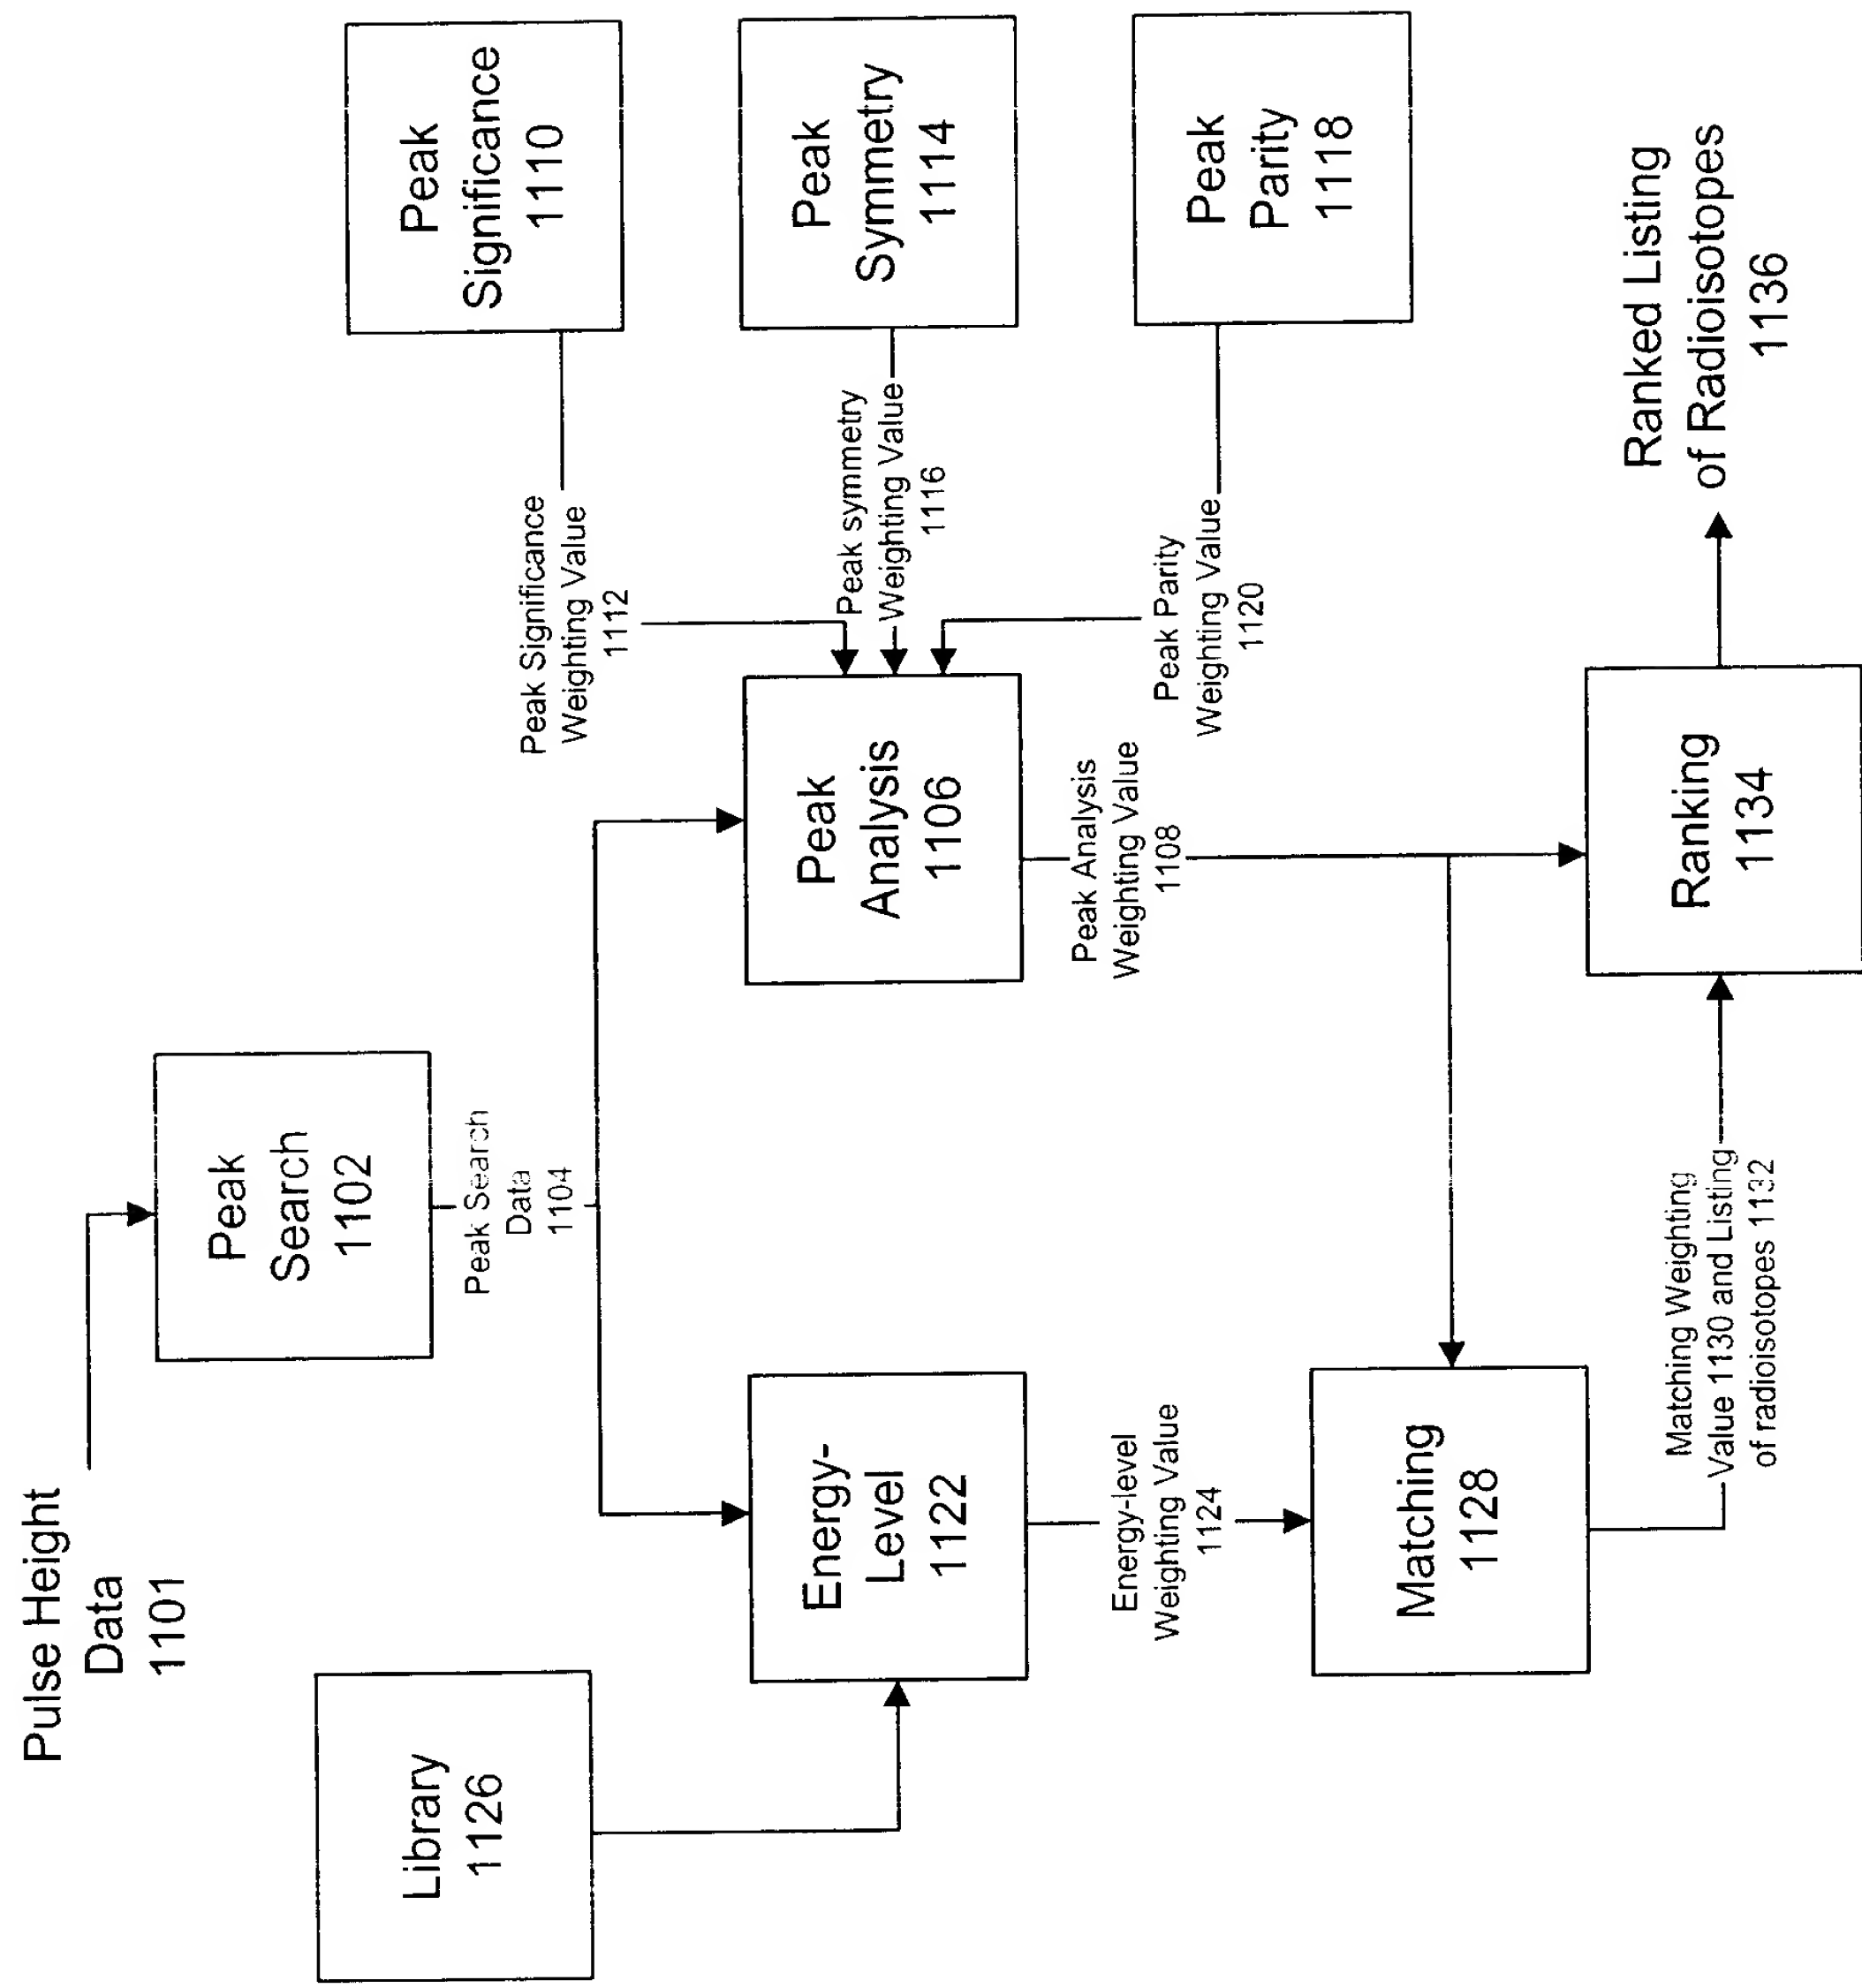 Pulse Height
Data
1101
Library
1126
Peak
Search
1102
Peak Search
Data
1104
Peak
Significance
1110
Peak Significance
Weighting Value
1112
Peak
Symmetry
1114
Peak symmetry
Weighting Value
1116
Peak
Parity
1118
Peak Parity
Weighting Value
1120
Energy-
Level
1122
Peak
Analysis
1106
Energy-level
Weighting Value
1124
Peak Analysis
Weighting Value
1108
Matching
1128
Matching Weighting
Value 1130 and Listing
of radioisotopes 1132
Ranking
1134
Ranked Listing
of Radioisotopes
1136